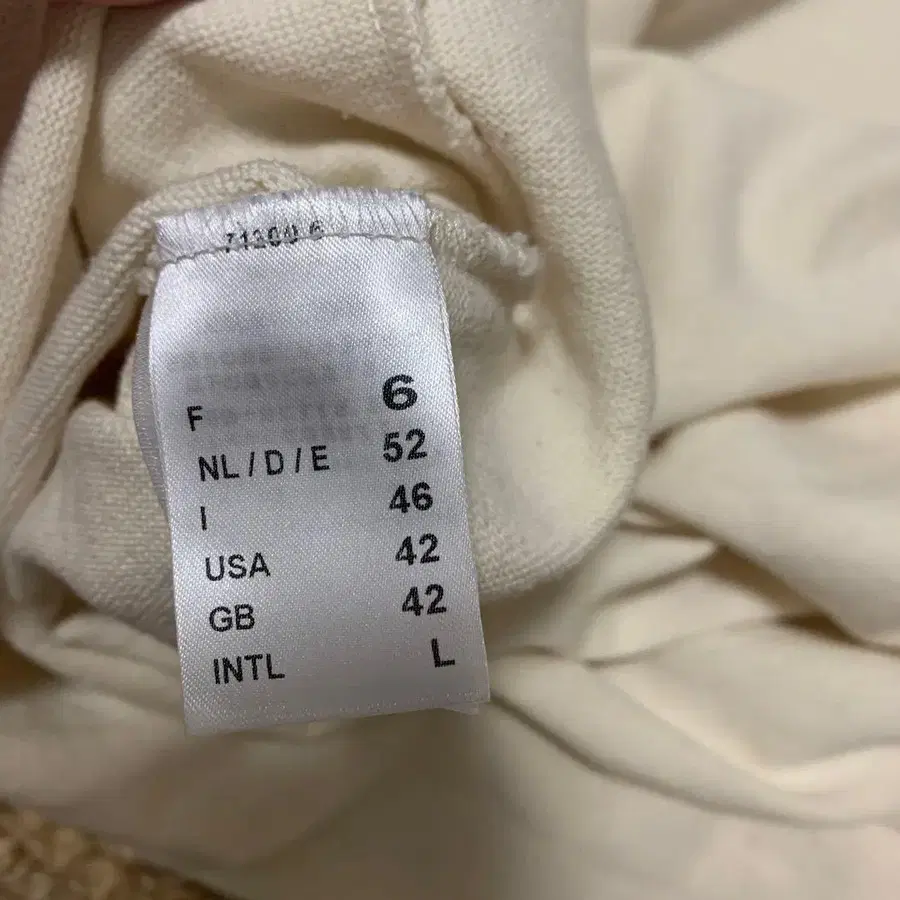 F 6
NL / D / E 52
I 46
USA 42
GB 42
INTL L